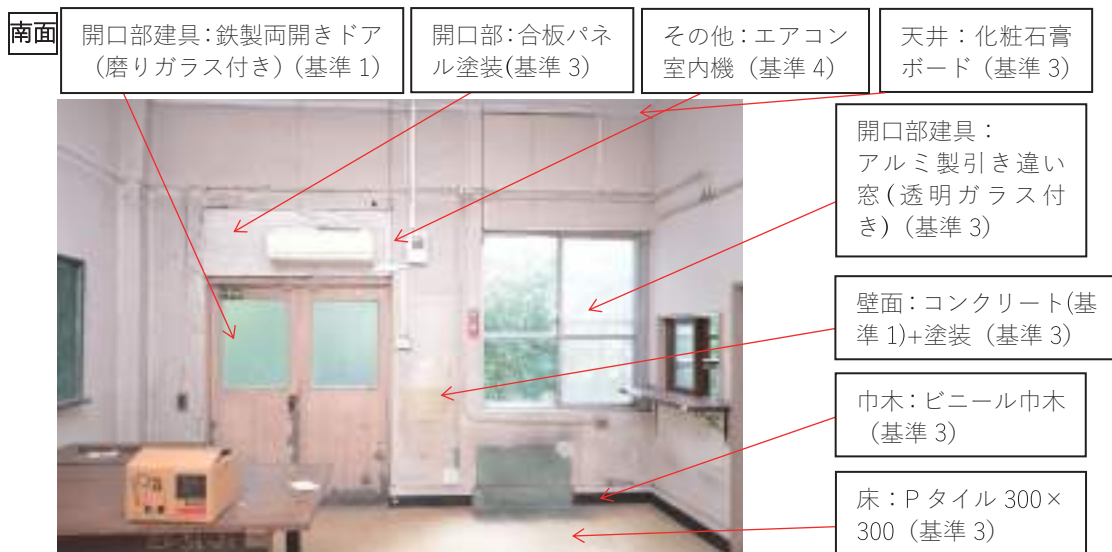 南面
開口部建具：鉄製両開きドア
（磨りガラス付き）（基準 1）
開口部：合板パネ
ル塗装(基準 3）
その他：エアコン
室内機（基準 4）
天井：化粧石膏
ボード（基準 3）
開口部建具：
アルミ製引き違い
窓(透明ガラス付
き)（基準 3）
壁面：コンクリート(基
準 1)+塗装（基準 3）
巾木：ビニール巾木
（基準 3）
床：P タイル 300×
300（基準 3）